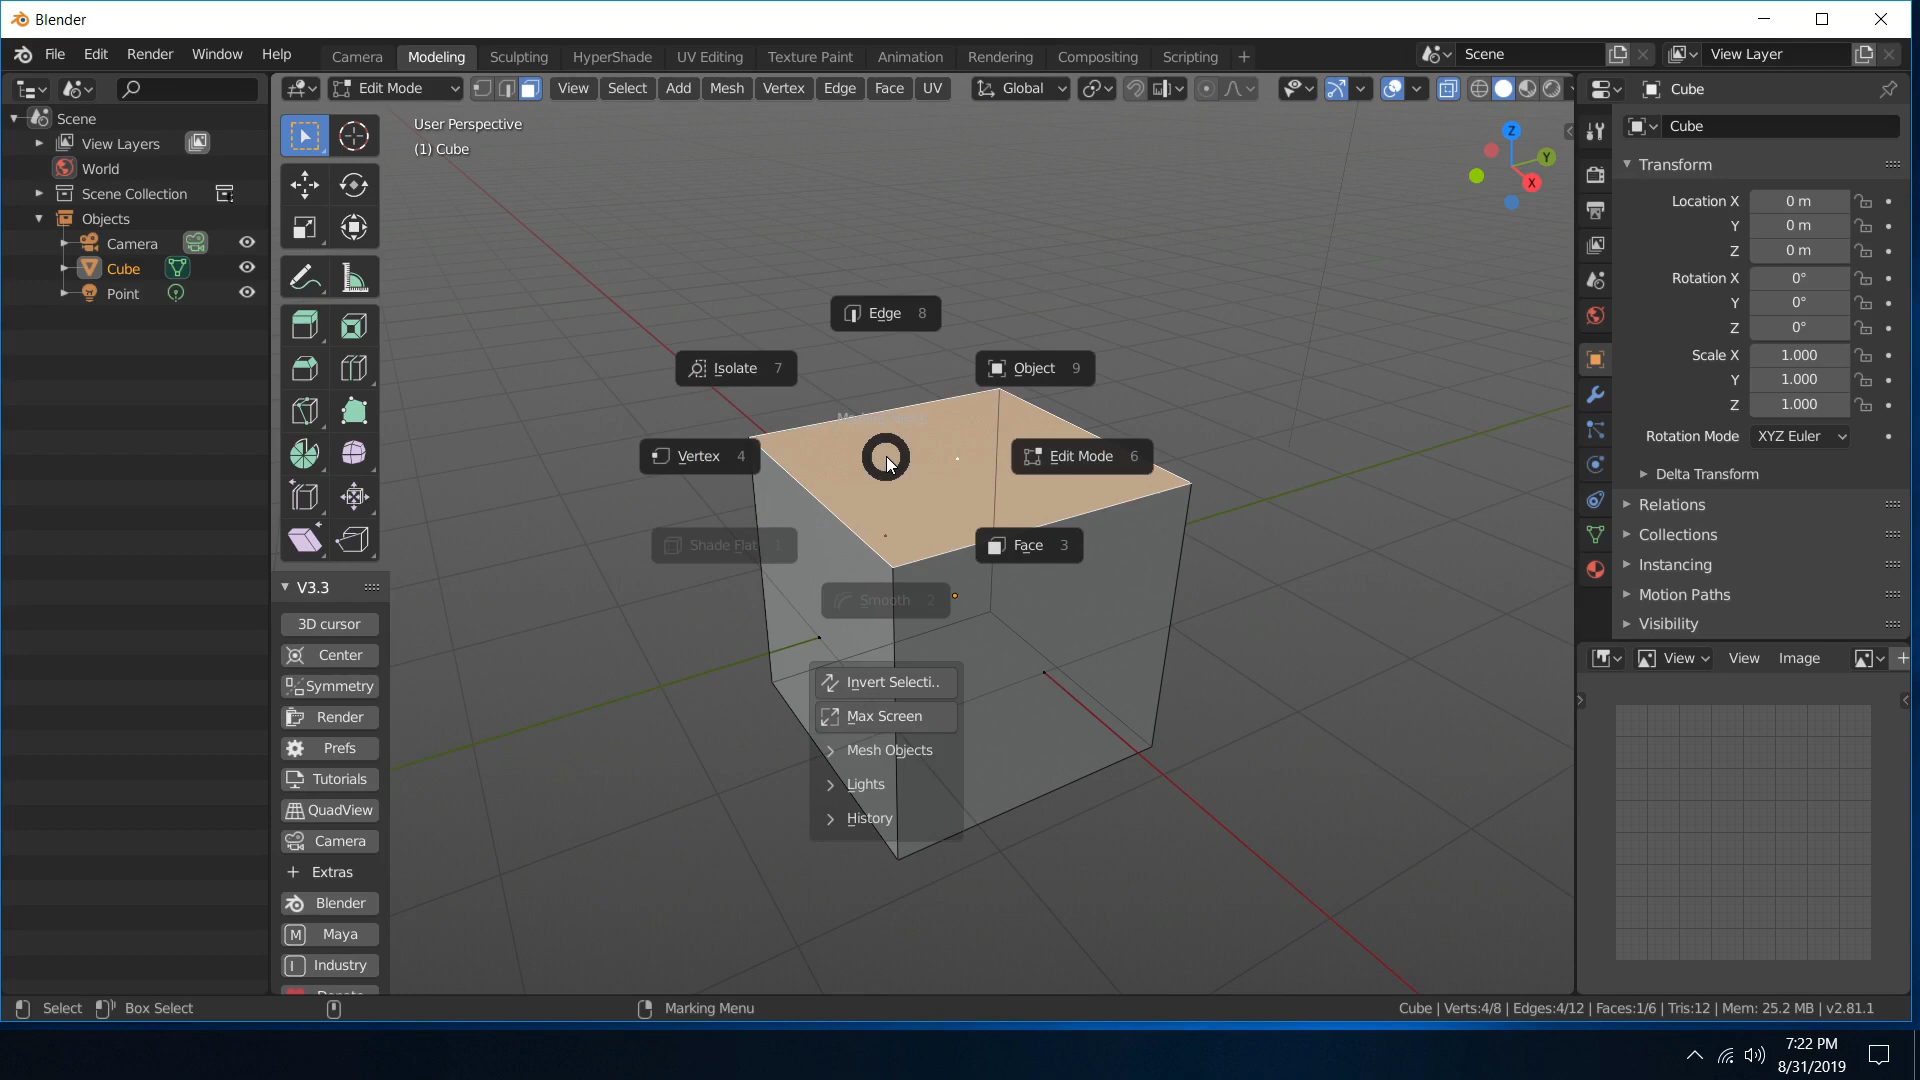 Blender
File Edit Render Window Help
Camera Modeling Sculpting HyperShade UV Editing Texture Paint Animation Rendering Compositing Scripting +
Scene
View Layer
Edit Mode
View Select Add Mesh Vertex Edge Face UV
Global
Cube
Scene
View Layers
World
Scene Collection
Objects
Camera
Cube
Point
User Perspective
(1) Cube
Z
Y
X
Edge 8
Isolate 7
Object 9
Vertex 4
Edit Mode 6
Shade Flat 1
Face 3
Smooth 2
Invert Selecti..
Max Screen
Mesh Objects
Lights
History
V3.3
3D cursor
Center
Symmetry
Render
Prefs
Tutorials
QuadView
Camera
Extras
Blender
M Maya
I Industry
Cube
Transform
Location X 0 m
Y 0 m
Z 0 m
Rotation X 0°
Y 0°
Z 0°
Scale X 1.000
Y 1.000
Z 1.000
Rotation Mode XYZ Euler
Delta Transform
Relations
Collections
Instancing
Motion Paths
Visibility
View View Image
Select Box Select
Marking Menu
Cube | Verts:4/8 | Edges:4/12 | Faces:1/6 | Tris:12 | Mem: 25.2 MB | v2.81.1
7:22 PM
8/31/2019